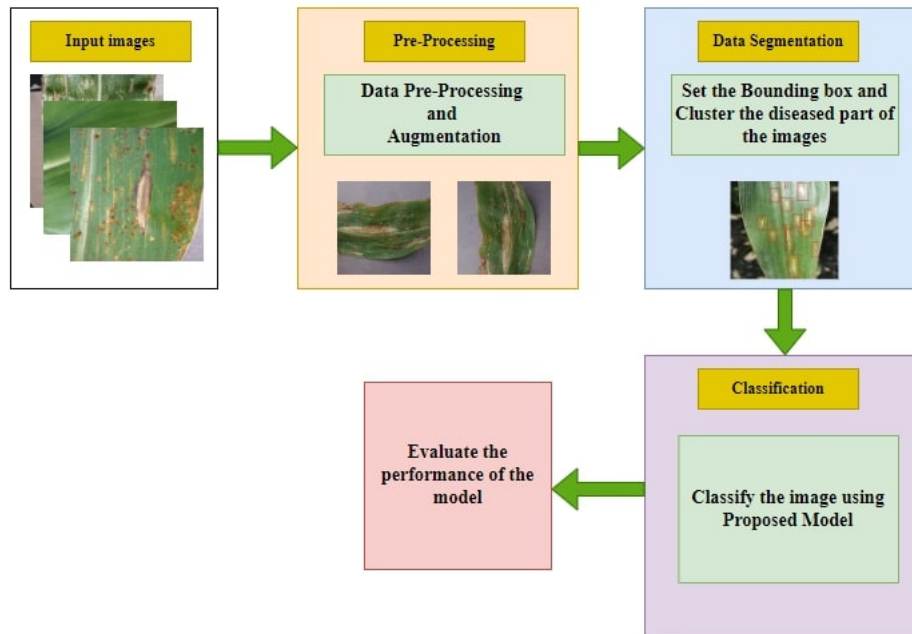 Input images
Pre-Processing
Data Pre-Processing
and
Augmentation
Data Segmentation
Set the Bounding box and
Cluster the diseased part of
the images
Classification
Classify the image using
Proposed Model
Evaluate the
performance of the
model